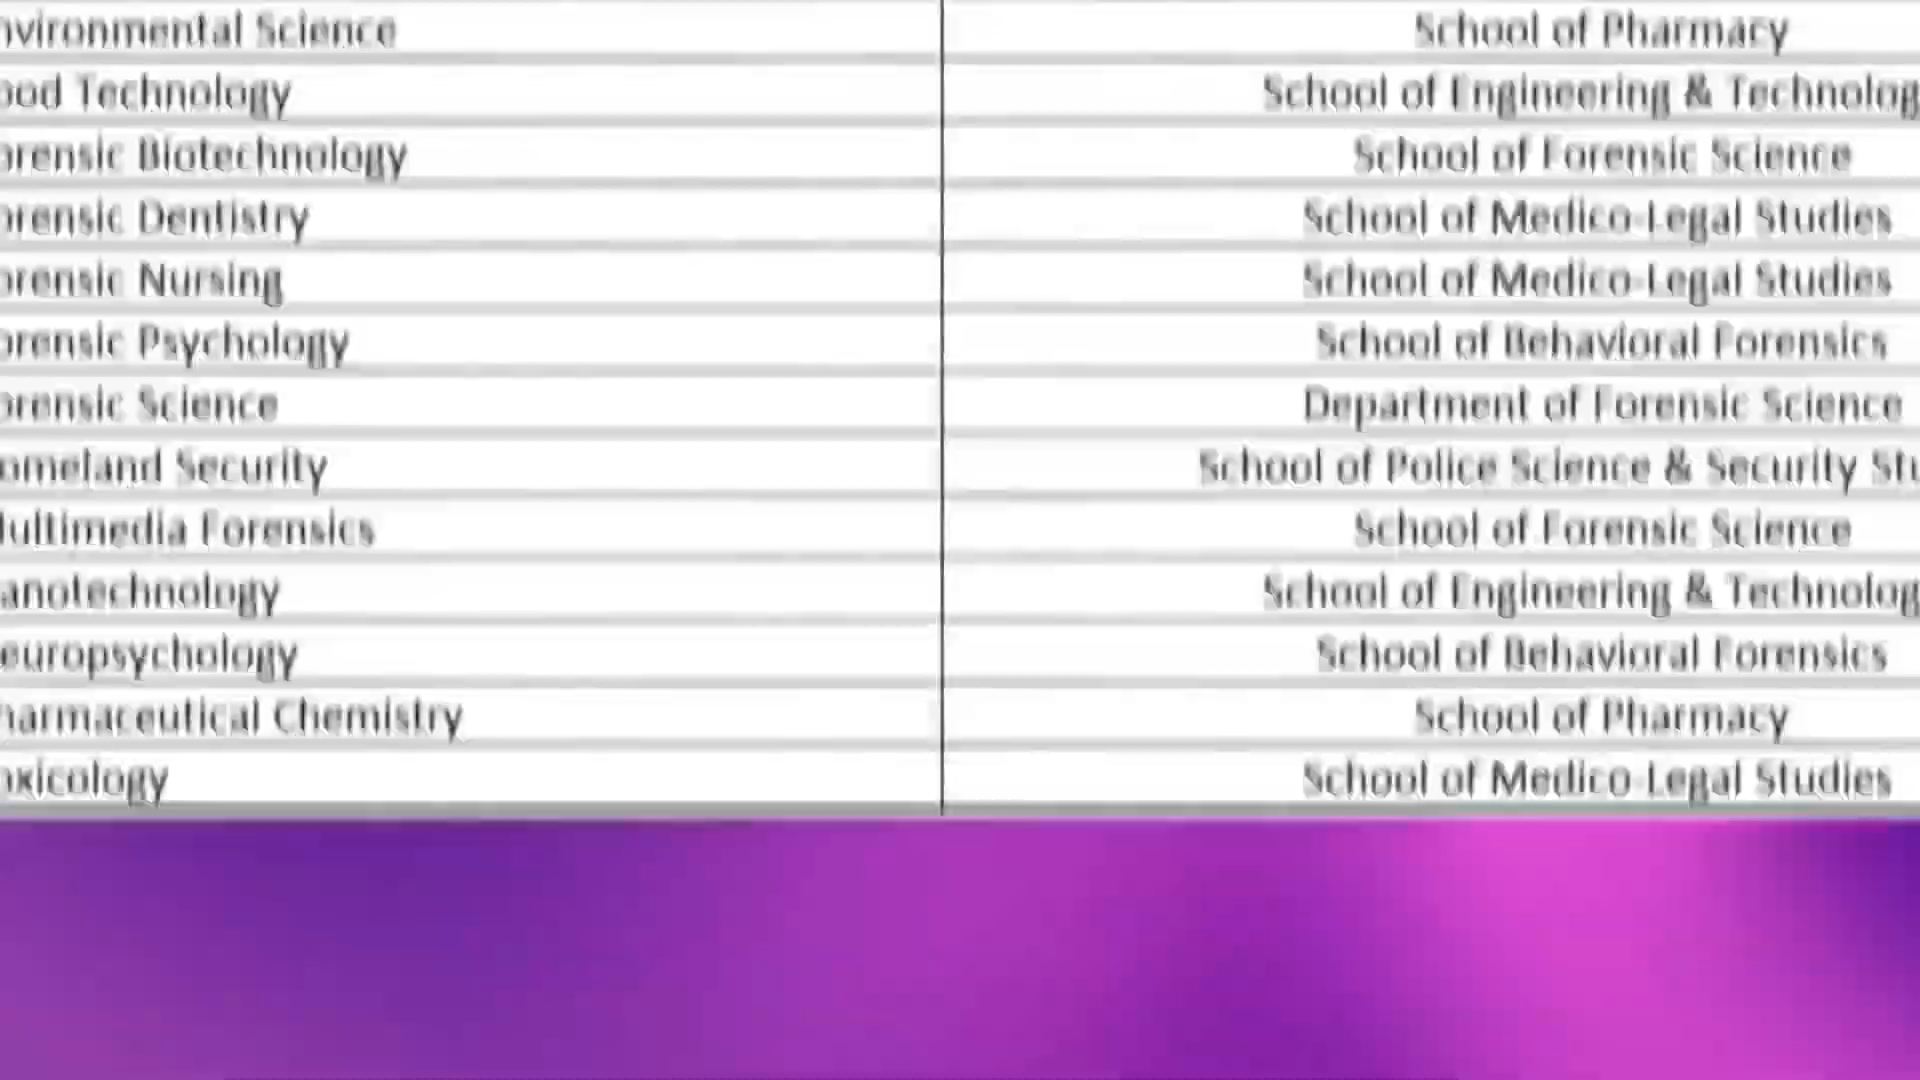 nvironmental Science School of Pharmacy
ood Technology School of Engineering & Technolog
orensic Biotechnology School of Forensic Science
orensic Dentistry School of Medico-Legal Studies
orensic Nursing School of Medico-Legal Studies
orensic Psychology School of Behavioral Forensics
orensic Science Department of Forensic Science
omeland Security School of Police Science & Security Stu
ultimedia Forensics School of Forensic Science
anotechnology School of Engineering & Technolog
europsychology School of Behavioral Forensics
harmaceutical Chemistry School of Pharmacy
oxicology School of Medico-Legal Studies